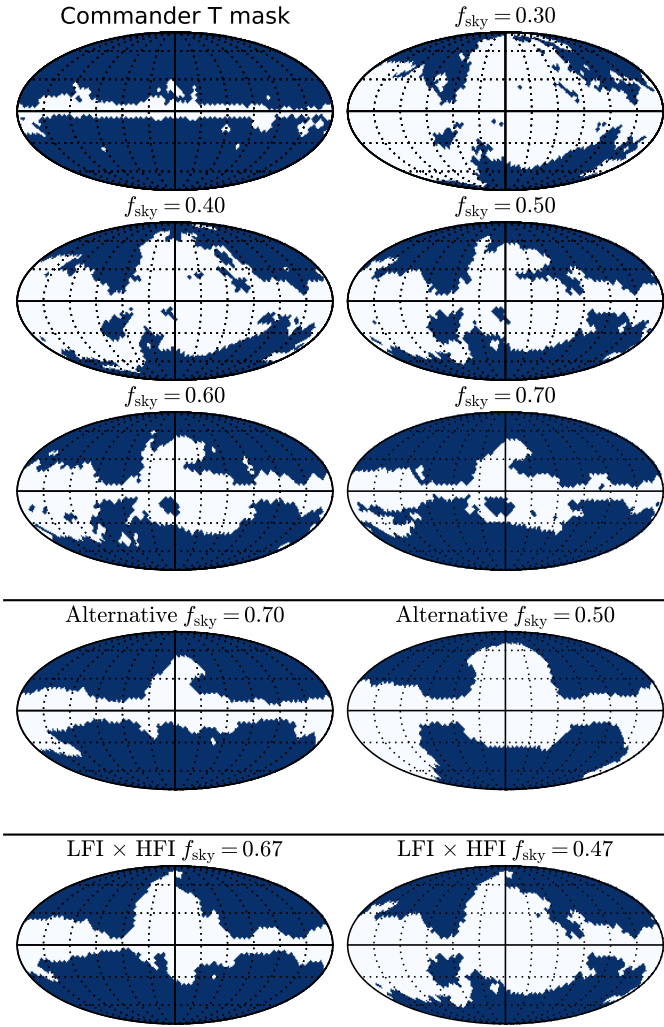 Commander T mask
f_sky = 0.30
f_sky = 0.40
f_sky = 0.50
f_sky = 0.60
f_sky = 0.70
Alternative f_sky = 0.70
Alternative f_sky = 0.50
LFI × HFI f_sky = 0.67
LFI × HFI f_sky = 0.47